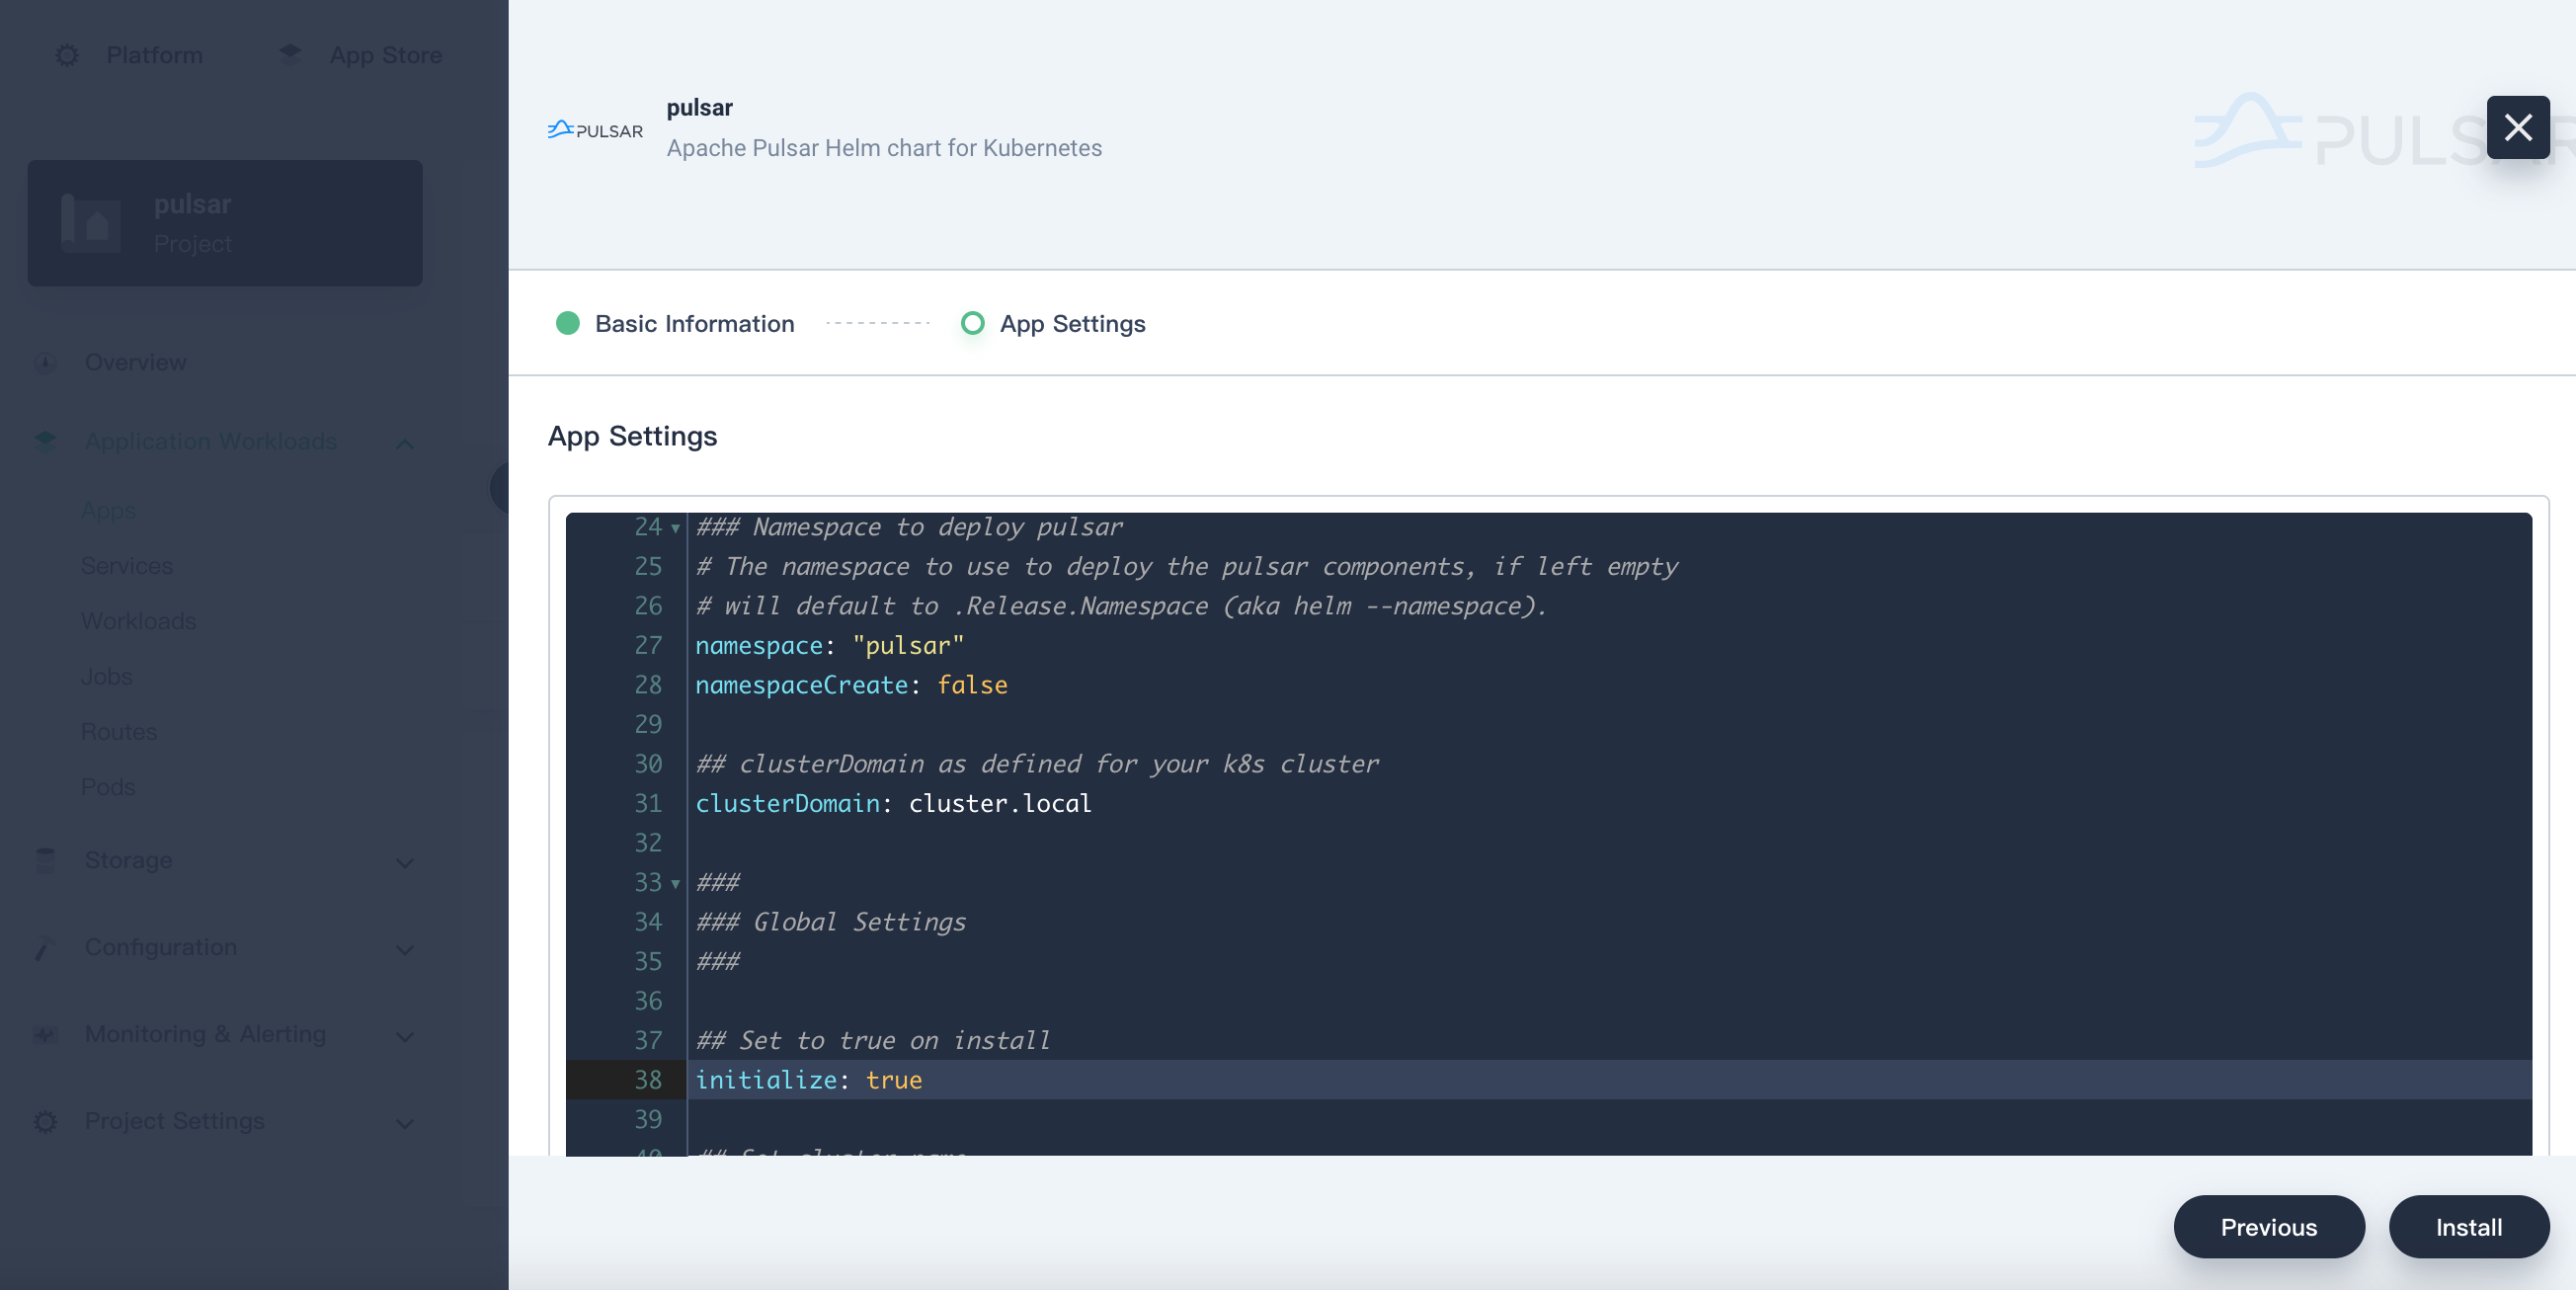 Platform
App Store
pulsar
Project
Overview
Application Workloads
Apps
Services
Workloads
Jobs
Routes
Pods
Storage
Configuration
Monitoring & Alerting
Project Settings
PULSAR
pulsar
Apache Pulsar Helm chart for Kubernetes
PULSAR
Basic Information
App Settings
App Settings
24 ### Namespace to deploy pulsar
25 # The namespace to use to deploy the pulsar components, if left empty
26 # will default to .Release.Namespace (aka helm --namespace).
27 namespace: "pulsar"
28 namespaceCreate: false
29
30 ## clusterDomain as defined for your k8s cluster
31 clusterDomain: cluster.local
32
33 ###
34 ### Global Settings
35 ###
36
37 ## Set to true on install
38 initialize: true
39
40 ## Set cluster name
Previous
Install